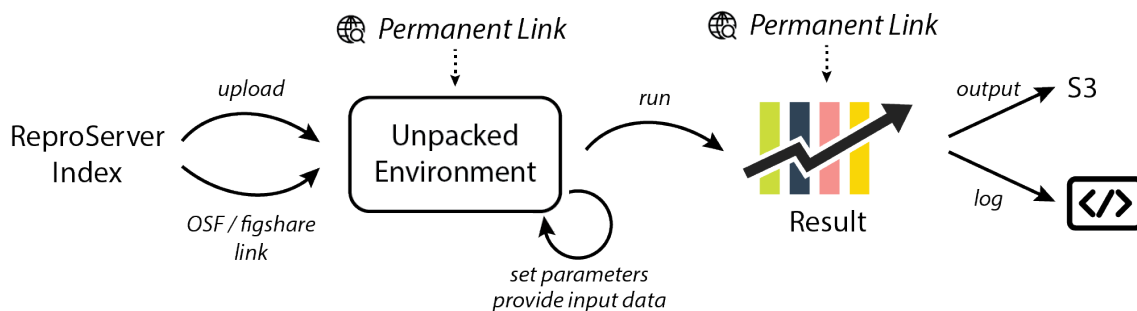 Permanent Link
Permanent Link
upload
run
output
S3
ReproServer
Index
Unpacked
Environment
OSF / figshare
link
Result
log
</>
set parameters
provide input data